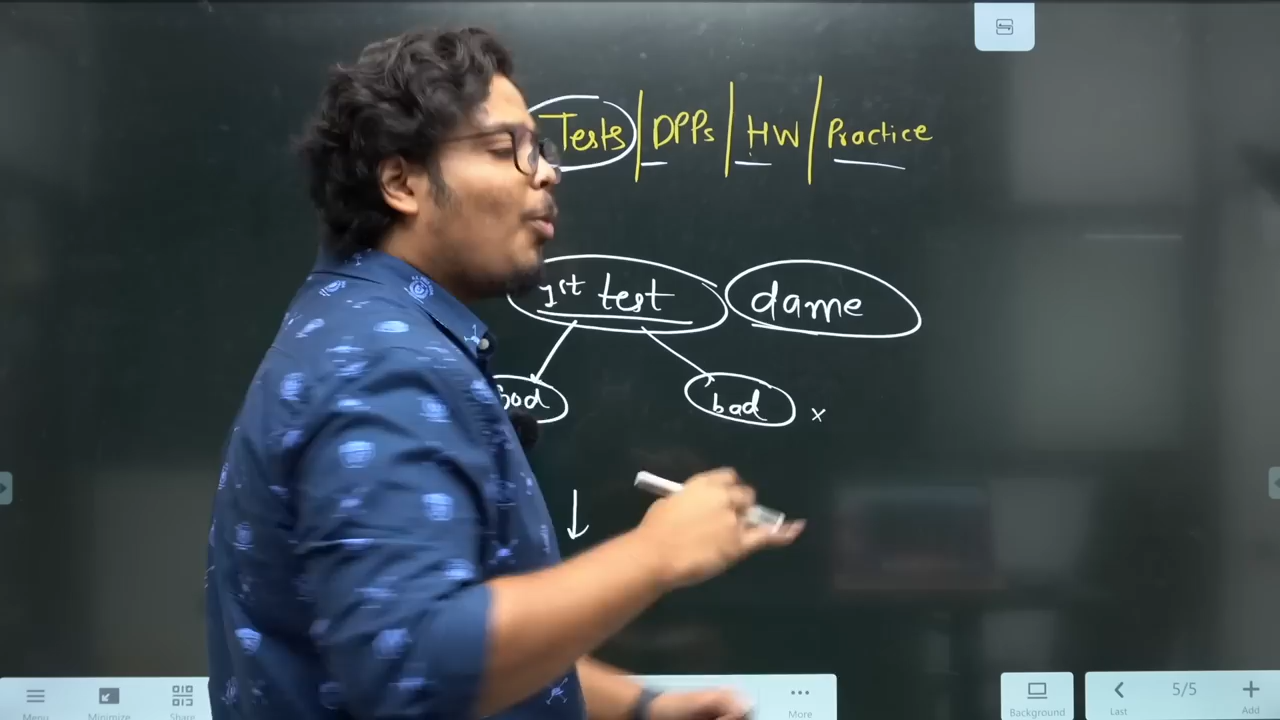 Tests | DPPs | HW | Practice
1st test dame
bad x
5/5
Menu Minimize Share More Background Last Add